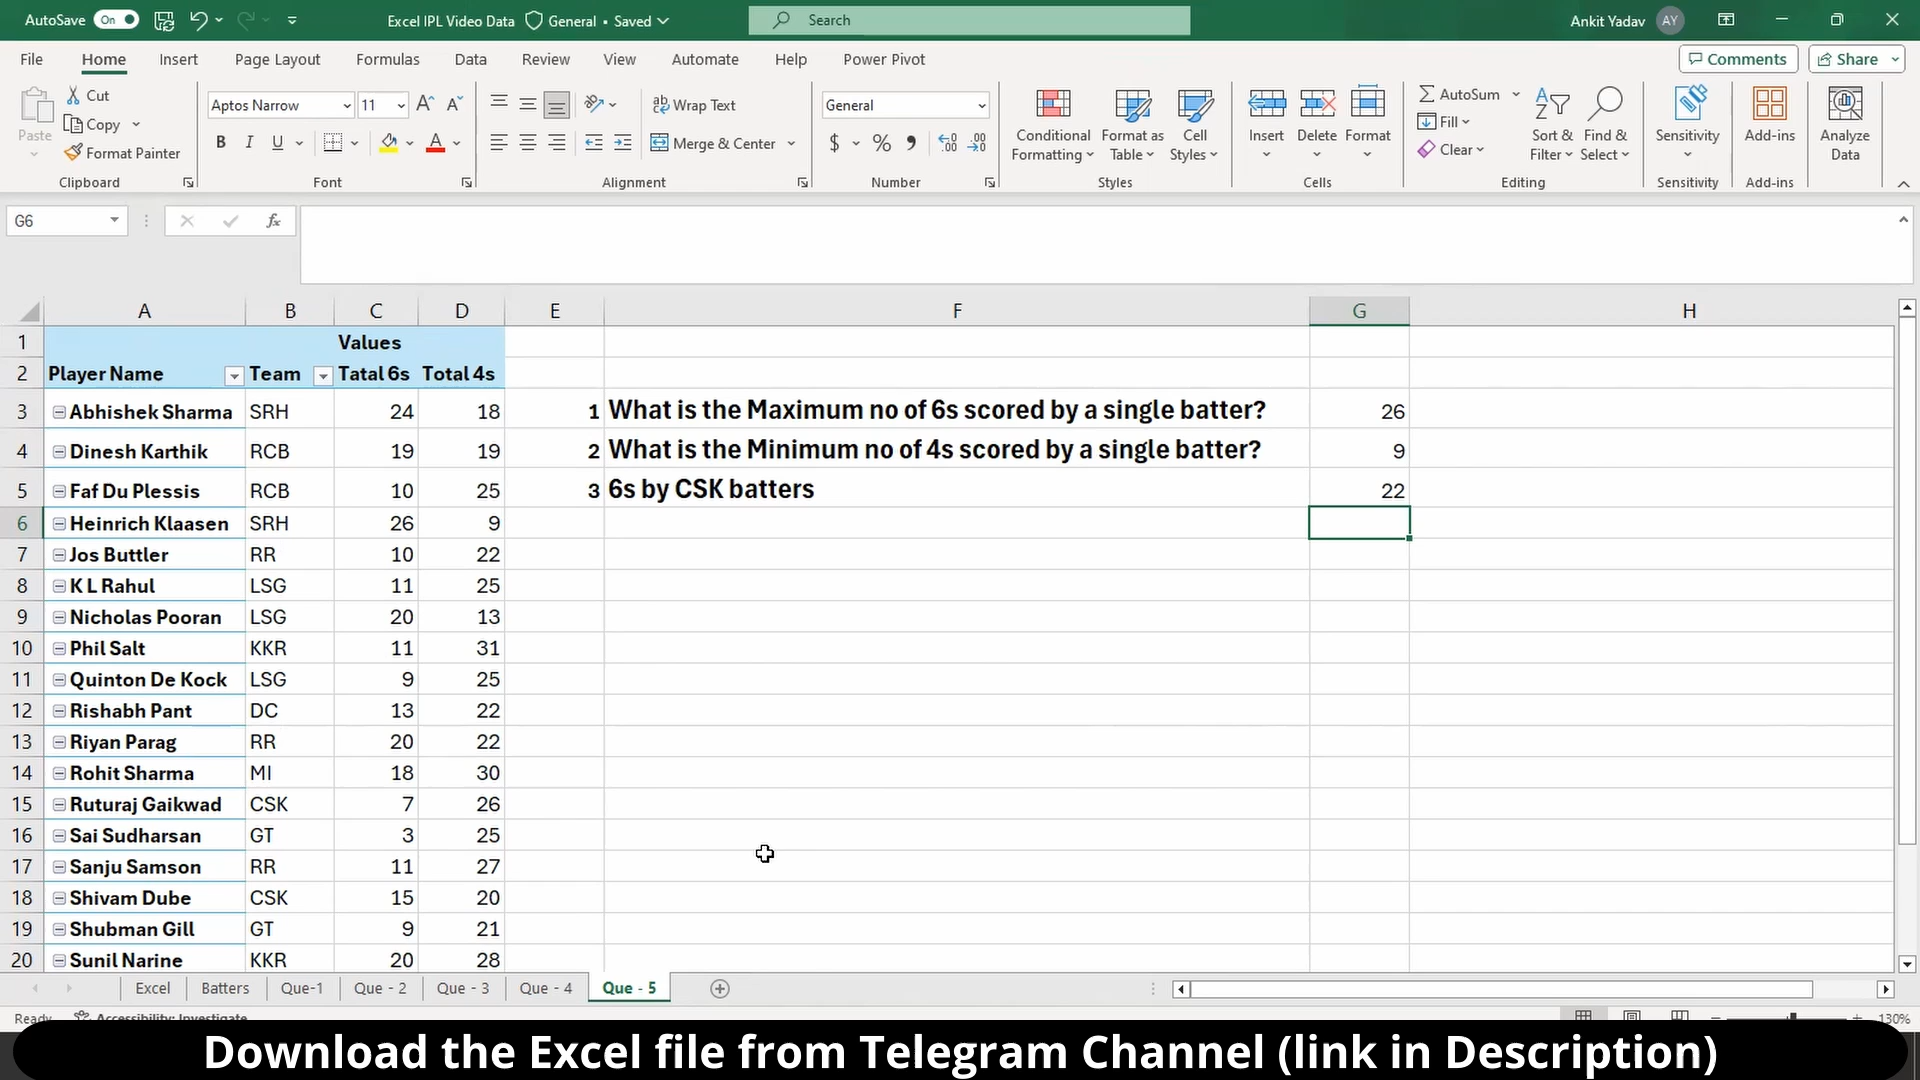 AutoSave On Excel IPL Video Data General • Saved Search Ankit Yadav AY
File Home Insert Page Layout Formulas Data Review View Automate Help Power Pivot Comments Share
Paste Cut Copy Format Painter Clipboard
Aptos Narrow 11 B I U A Font
Wrap Text Merge & Center Alignment
General $ % Number
Conditional Formatting Format as Table Cell Styles Styles
Insert Delete Format Cells
AutoSum Fill Clear Sort & Filter Find & Select Editing
Sensitivity Sensitivity
Add-ins Add-ins
Analyze Data
G6 fx
A B C D E F G H
1 Values
2 Player Name Team Tatal 6s Total 4s
3 Abhishek Sharma SRH 24 18 1 What is the Maximum no of 6s scored by a single batter? 26
4 Dinesh Karthik RCB 19 19 2 What is the Minimum no of 4s scored by a single batter? 9
5 Faf Du Plessis RCB 10 25 3 6s by CSK batters 22
6 Heinrich Klaasen SRH 26 9
7 Jos Buttler RR 10 22
8 K L Rahul LSG 11 25
9 Nicholas Pooran LSG 20 13
10 Phil Salt KKR 11 31
11 Quinton De Kock LSG 9 25
12 Rishabh Pant DC 13 22
13 Riyan Parag RR 20 22
14 Rohit Sharma MI 18 30
15 Ruturaj Gaikwad CSK 7 26
16 Sai Sudharsan GT 3 25
17 Sanju Samson RR 11 27
18 Shivam Dube CSK 15 20
19 Shubman Gill GT 9 21
20 Sunil Narine KKR 20 28
Excel Batters Que-1 Que - 2 Que - 3 Que - 4 Que - 5
Ready Accessibility: Investigate 130%
Download the Excel file from Telegram Channel (link in Description)